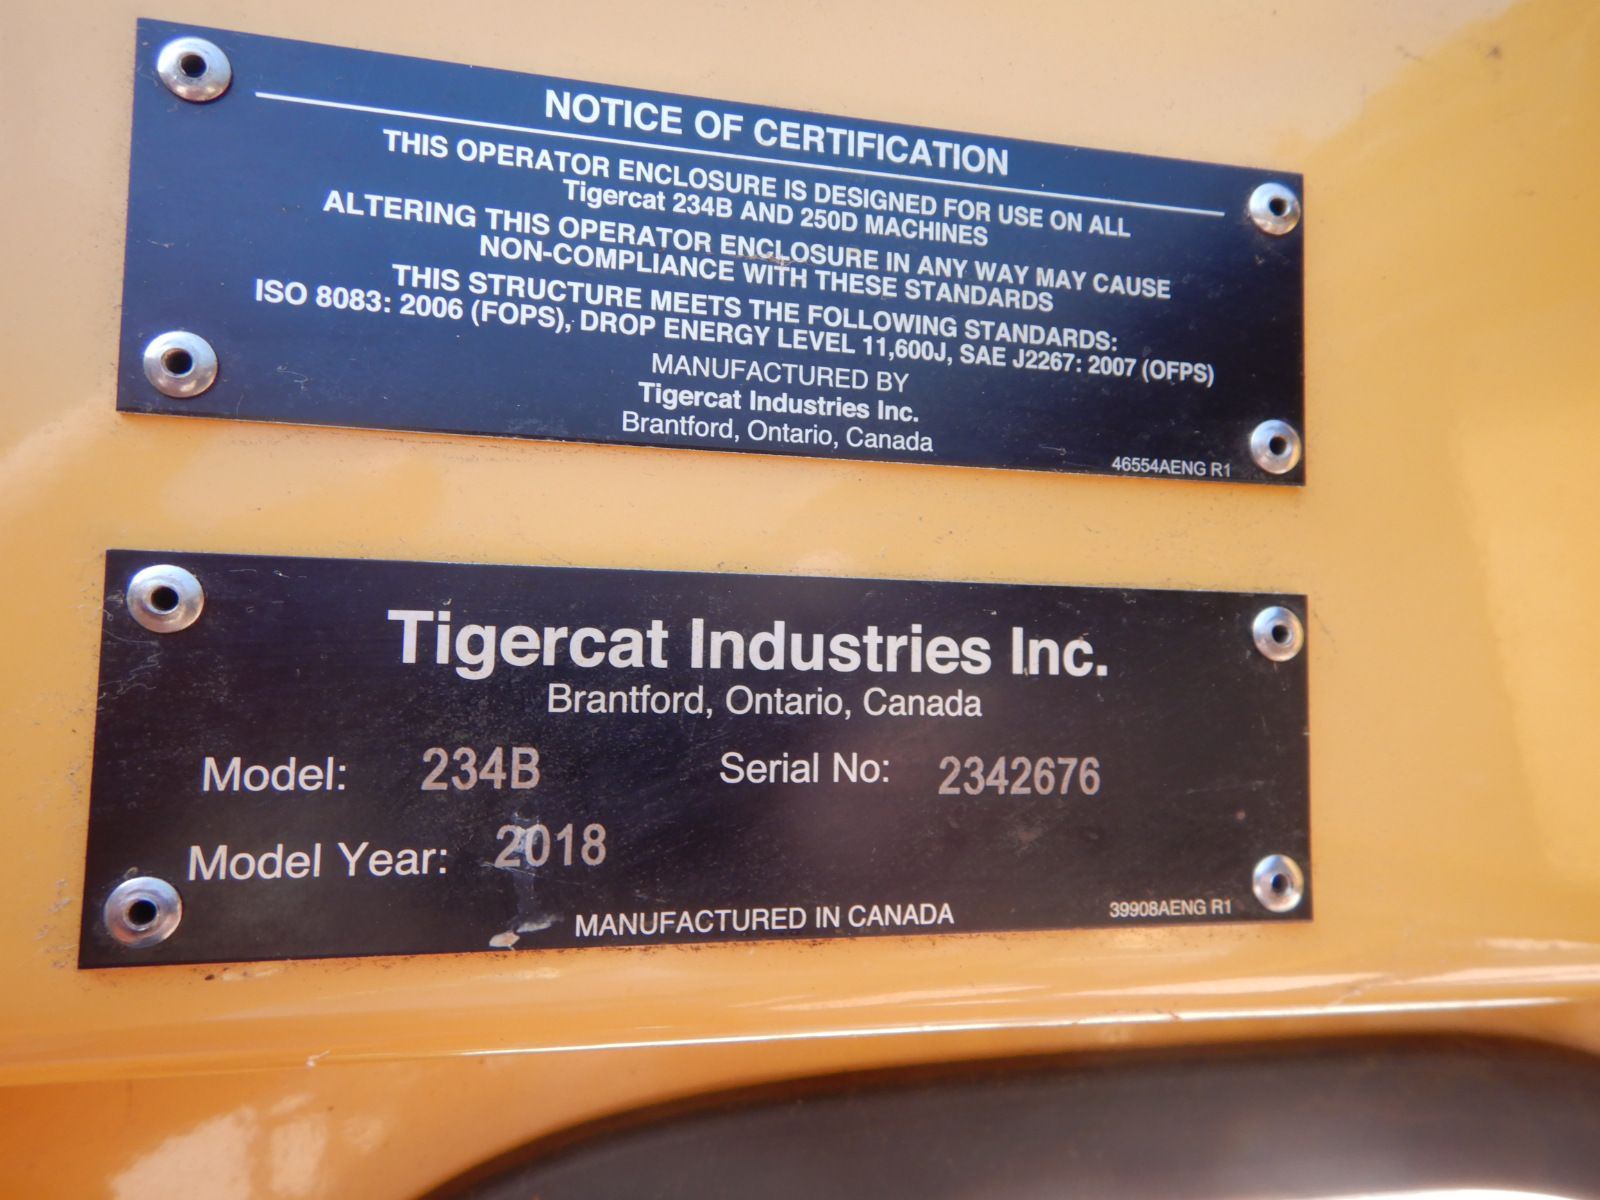 NOTICE OF CERTIFICATION
THIS OPERATOR ENCLOSURE IS DESIGNED FOR USE ON ALL
Tigercat 234B AND 250D MACHINES
ALTERING THIS OPERATOR ENCLOSURE IN ANY WAY MAY CAUSE
NON-COMPLIANCE WITH THESE STANDARDS
THIS STRUCTURE MEETS THE FOLLOWING STANDARDS:
ISO 8083: 2006 (FOPS), DROP ENERGY LEVEL 11,600J, SAE J2267: 2007 (OFPS)
MANUFACTURED BY
Tigercat Industries Inc.
Brantford, Ontario, Canada
46554AENG R1
Tigercat Industries Inc.
Brantford, Ontario, Canada
Model: 234B Serial No: 2342676
Model Year: 2018
MANUFACTURED IN CANADA
39908AENG R1